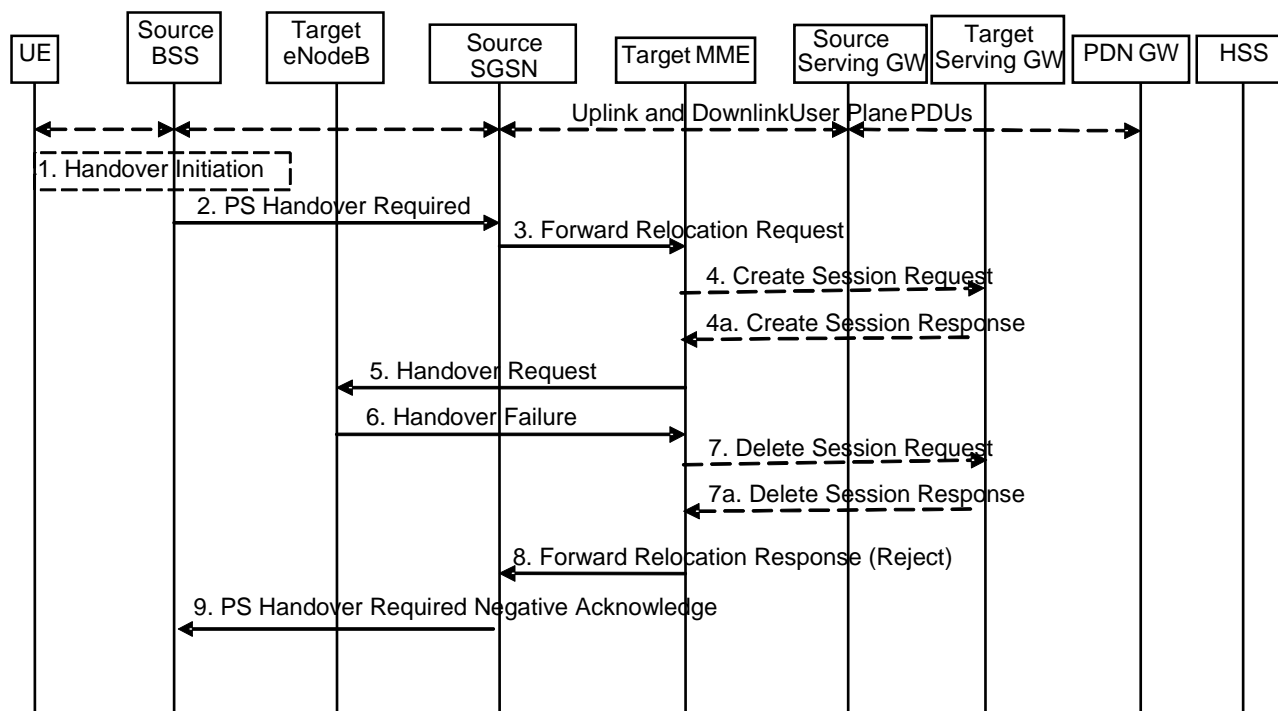 UE
Source
BSS
Target
eNodeB
Source
SGSN
Target MME
Source
Serving GW
Target
Serving GW
PDN GW
HSS
Uplink and DownlinkUser Plane PDUs
1. Handover Initiation
2. PS Handover Required
3. Forward Relocation Request
4. Create Session Request
4a. Create Session Response
5. Handover Request
6. Handover Failure
7. Delete Session Request
7a. Delete Session Response
8. Forward Relocation Response (Reject)
9. PS Handover Required Negative Acknowledge